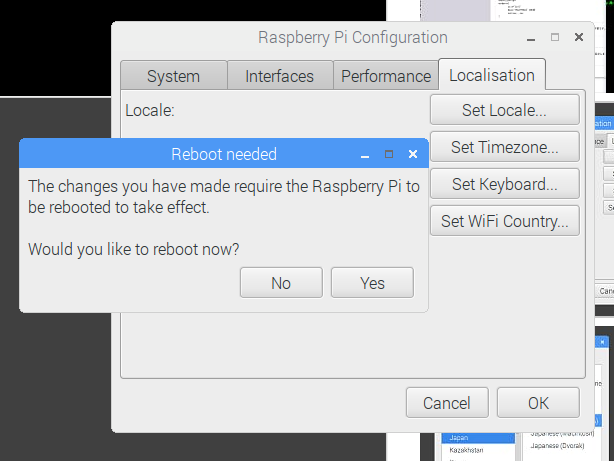 Raspberry Pi Configuration
System
Interfaces
Performance
Localisation
Locale:
Set Locale...
Set Timezone...
Set Keyboard...
Set WiFi Country...
Reboot needed
The changes you have made require the Raspberry Pi to
be rebooted to take effect.
Would you like to reboot now?
No
Yes
Cancel
OK
Japan
Kazakhstan
Japanese (Macintosh)
Japanese (Dvorak)